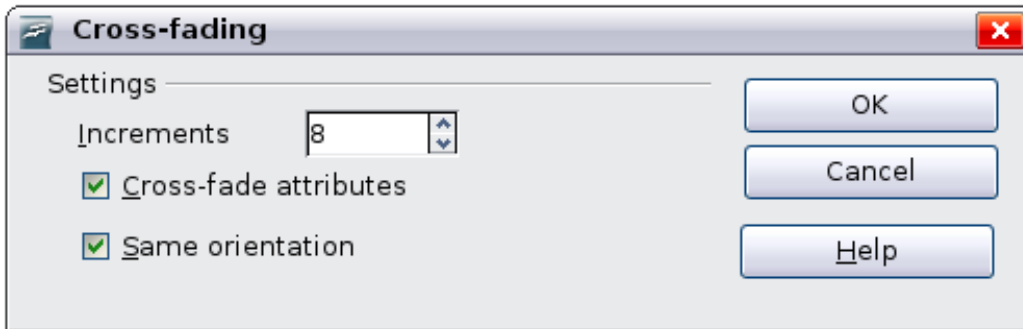 Cross-fading
Settings
Increments 8
Cross-fade attributes
Same orientation
OK
Cancel
Help